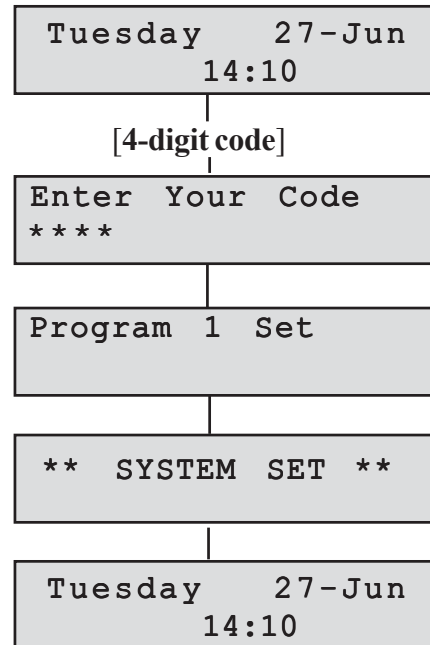 Tuesday 27-Jun
14:10
[4-digit code]
Enter Your Code
****
Program 1 Set
** SYSTEM SET **
Tuesday 27-Jun
14:10